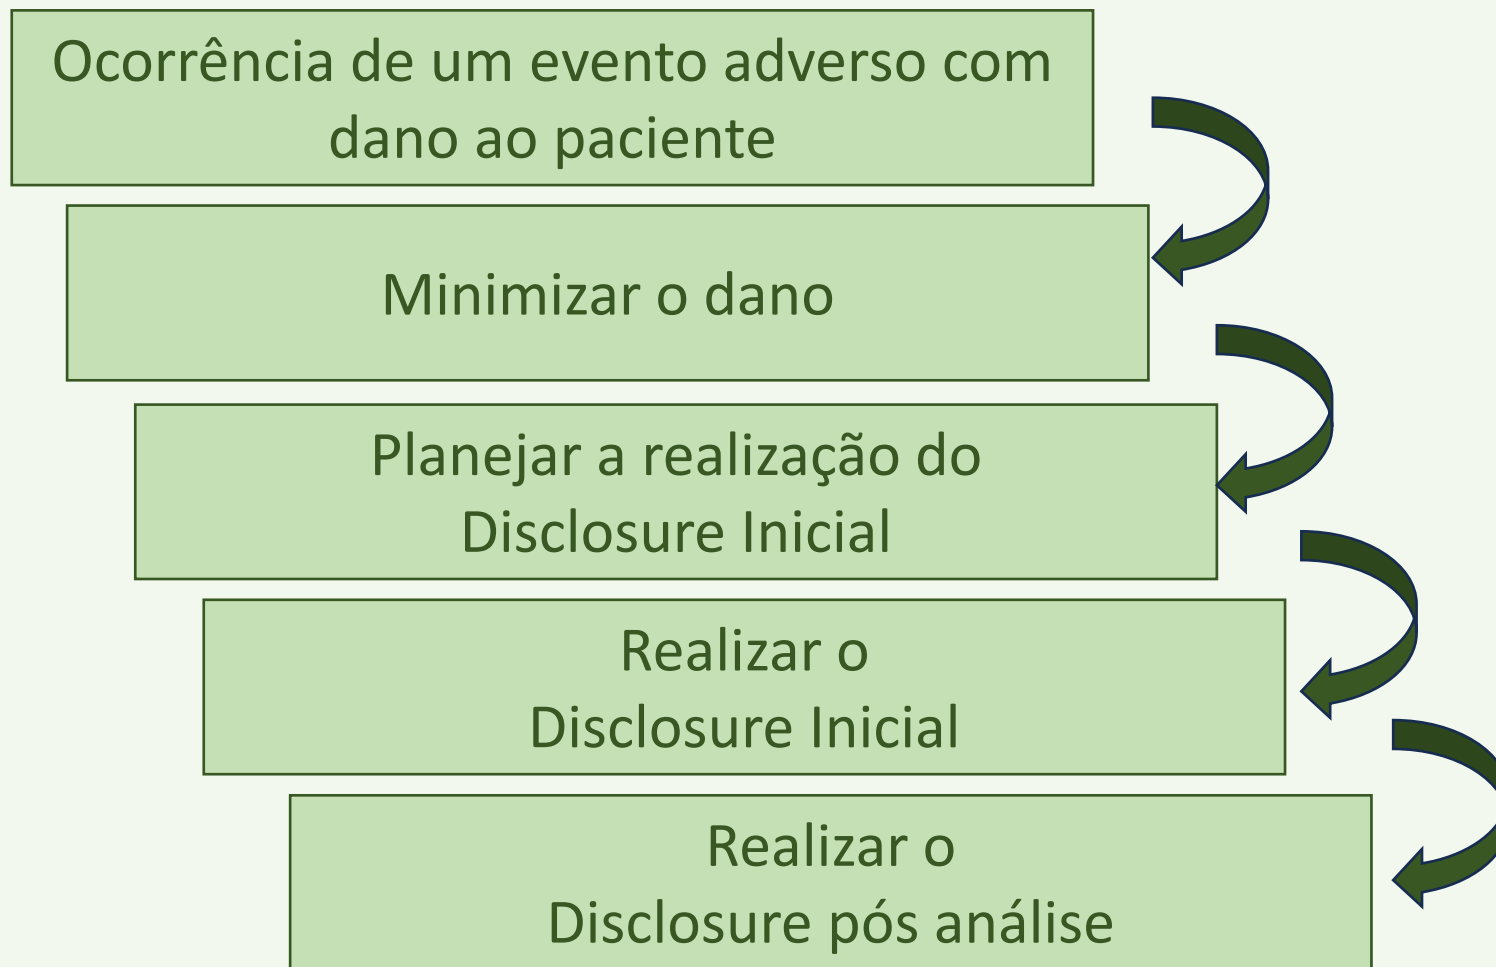 Ocorrência de um evento adverso com
dano ao paciente
Minimizar o dano
Planejar a realização do
Disclosure Inicial
Realizar o
Disclosure Inicial
Realizar o
Disclosure pós análise